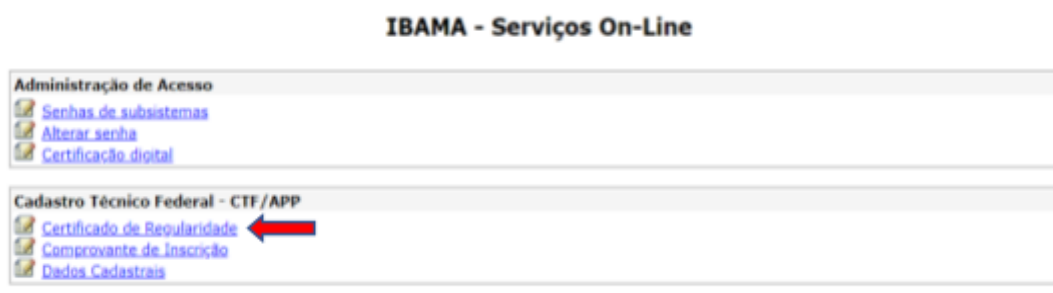 IBAMA - Serviços On-Line
Administração de Acesso
Senhas de subsistemas
Alterar senha
Certificação digital
Cadastro Técnico Federal - CTF/APP
Certificado de Regularidade
Comprovante de Inscrição
Dados Cadastrais